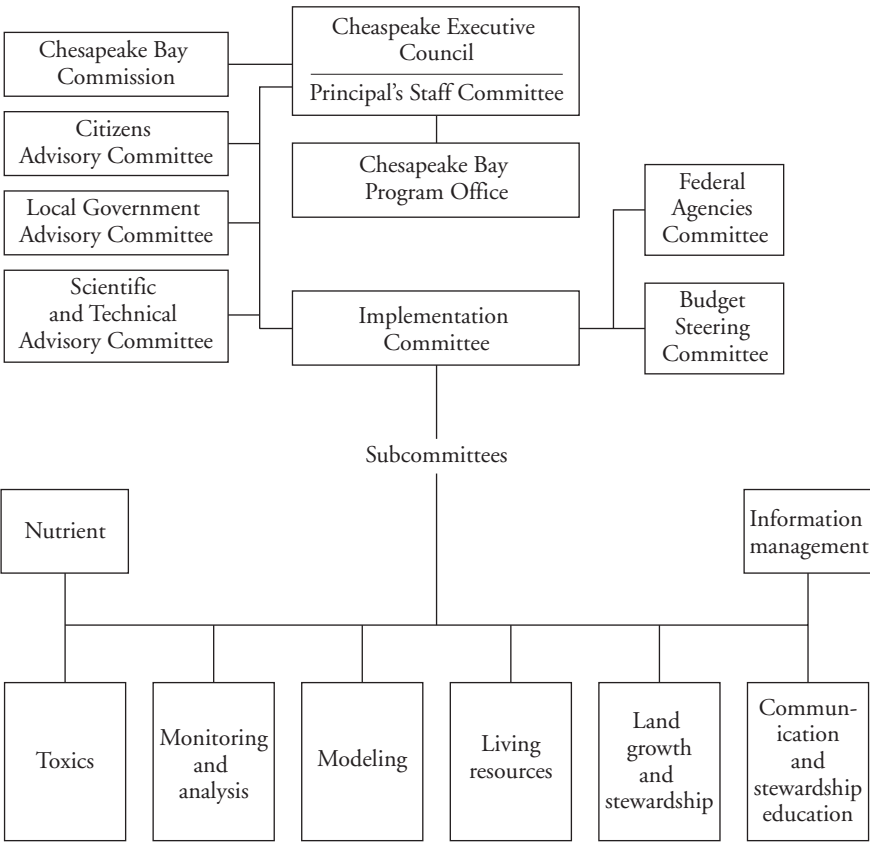 Cheaspeake Executive
Council
Principal's Staff Committee
Chesapeake Bay
Commission
Citizens
Advisory Committee
Local Government
Advisory Committee
Scientific
and Technical
Advisory Committee
Chesapeake Bay
Program Office
Implementation
Committee
Federal
Agencies
Committee
Budget
Steering
Committee
Subcommittees
Nutrient
Information
management
Toxics
Monitoring
and
analysis
Modeling
Living
resources
Land
growth
and
stewardship
Commun-
ication
and
stewardship
education